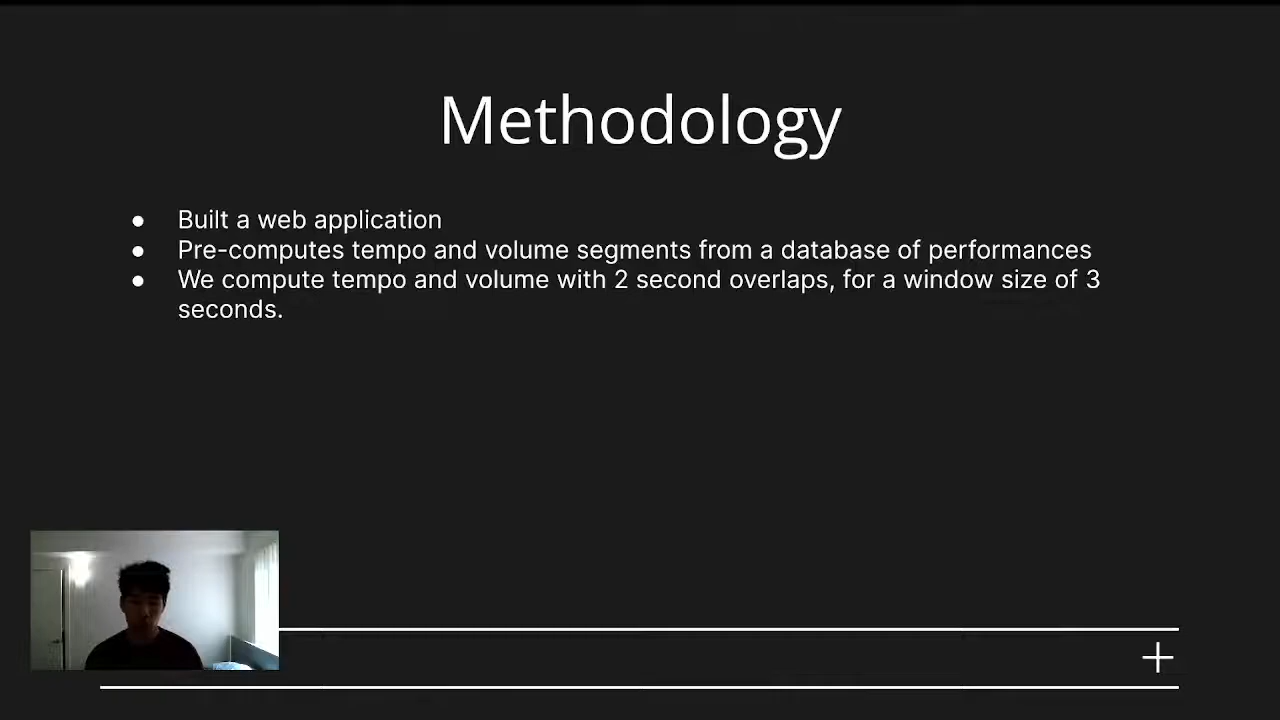 Methodology
● Built a web application
● Pre-computes tempo and volume segments from a database of performances
● We compute tempo and volume with 2 second overlaps, for a window size of 3
seconds.